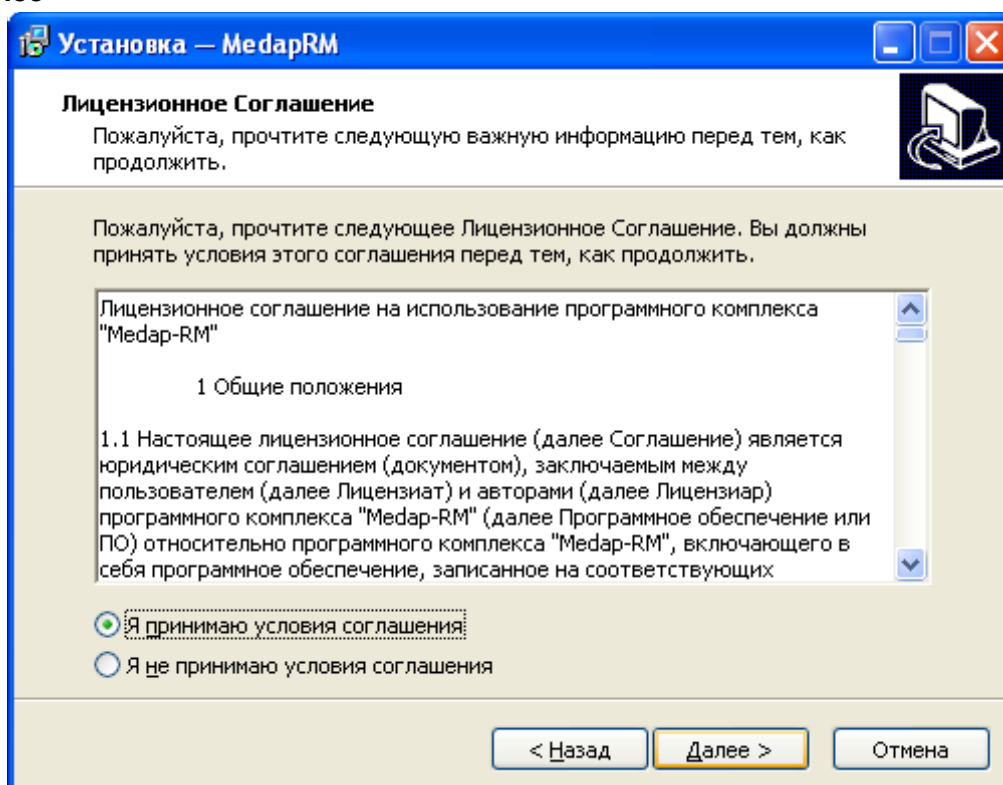 Установка — MedapRM
Лицензионное Соглашение
Пожалуйста, прочтите следующую важную информацию перед тем, как
продолжить.
Пожалуйста, прочтите следующее Лицензионное Соглашение. Вы должны
принять условия этого соглашения перед тем, как продолжить.
Лицензионное соглашение на использование программного комплекса
"Medap-RM"
1 Общие положения
1.1 Настоящее лицензионное соглашение (далее Соглашение) является
юридическим соглашением (документом), заключаемым между
пользователем (далее Лицензиат) и авторами (далее Лицензиар)
программного комплекса "Medap-RM" (далее Программное обеспечение или
ПО) относительно программного комплекса "Medap-RM", включающего в
себя программное обеспечение, записанное на соответствующих
Я принимаю условия соглашения
Я не принимаю условия соглашения
< Назад
Далее >
Отмена